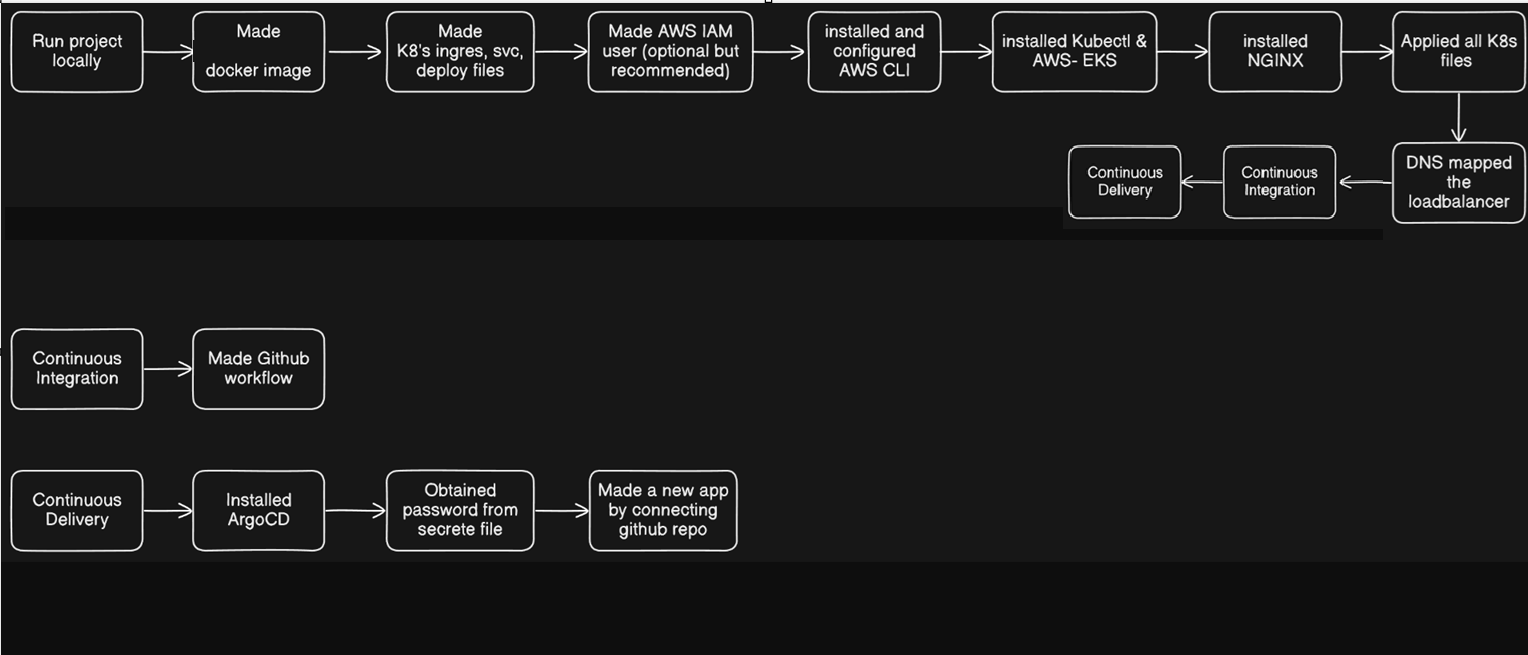 Run project
locally
Made
docker image
Made
K8's ingres, svc,
deploy files
Made AWS IAM
user (optional but
recommended)
installed and
configured
AWS CLI
installed Kubectl &
AWS- EKS
installed
NGINX
Applied all K8s
files
DNS mapped
the
loadbalancer
Continuous
Integration
Continuous
Delivery
Continuous
Integration
Made Github
workflow
Continuous
Delivery
Installed
ArgoCD
Obtained
password from
secrete file
Made a new app
by connecting
github repo